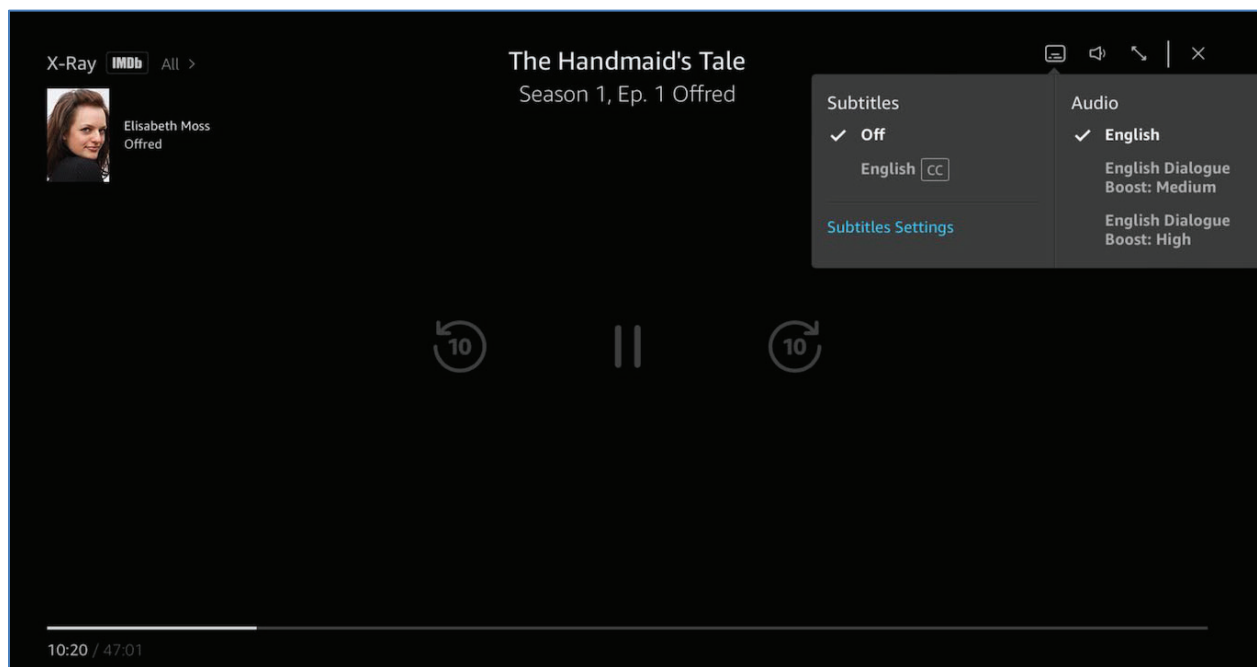 X-Ray IMDb All >
Elisabeth Moss
Offred
The Handmaid's Tale
Season 1, Ep. 1 Offred
Subtitles
Off
English CC
Subtitles Settings
Audio
English
English Dialogue
Boost: Medium
English Dialogue
Boost: High
10
10
10:20 / 47:01